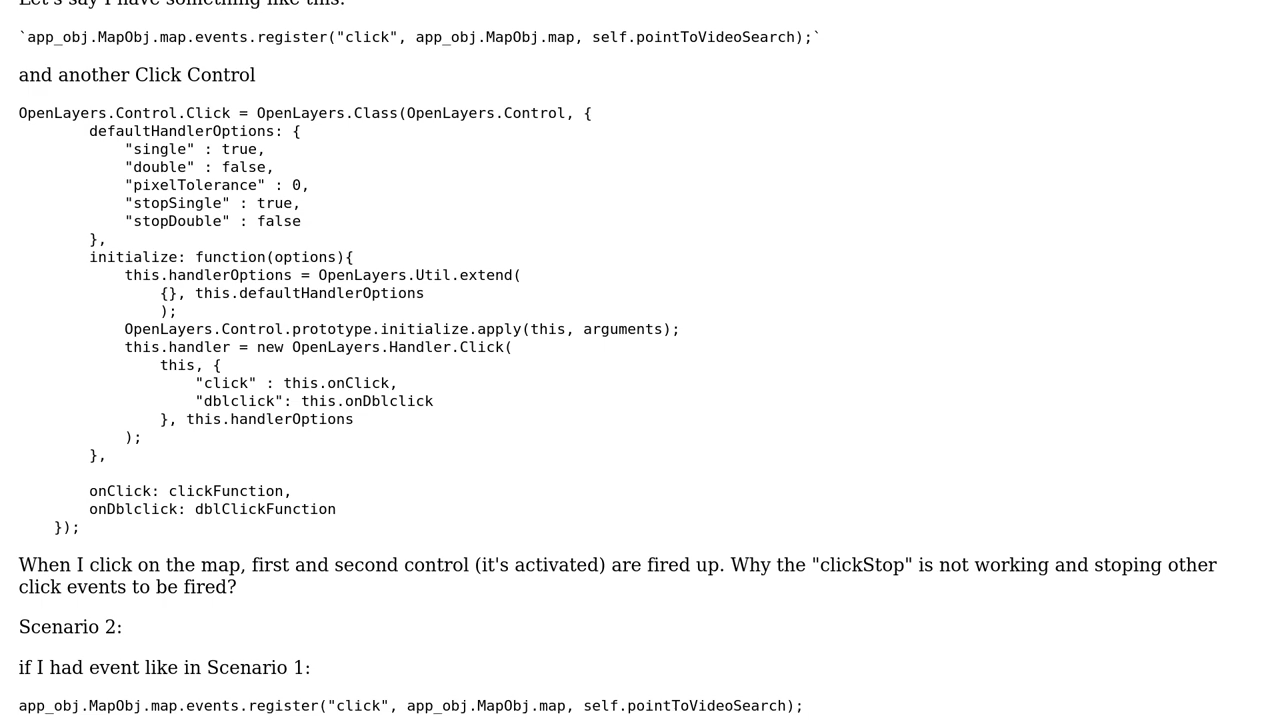 Let's say I have something like this:
`app_obj.MapObj.map.events.register("click", app_obj.MapObj.map, self.pointToVideoSearch);`
and another Click Control
OpenLayers.Control.Click = OpenLayers.Class(OpenLayers.Control, {
        defaultHandlerOptions: {
            "single" : true,
            "double" : false,
            "pixelTolerance" : 0,
            "stopSingle" : true,
            "stopDouble" : false
        },
        initialize: function(options){
            this.handlerOptions = OpenLayers.Util.extend(
                {}, this.defaultHandlerOptions
                );
            OpenLayers.Control.prototype.initialize.apply(this, arguments);
            this.handler = new OpenLayers.Handler.Click(
                this, {
                    "click" : this.onClick,
                    "dblclick": this.onDblclick
                }, this.handlerOptions
            );
        },

        onClick: clickFunction,
        onDblclick: dblClickFunction
    });
When I click on the map, first and second control (it's activated) are fired up. Why the "clickStop" is not working and stoping other
click events to be fired?
Scenario 2:
if I had event like in Scenario 1:
app_obj.MapObj.map.events.register("click", app_obj.MapObj.map, self.pointToVideoSearch);